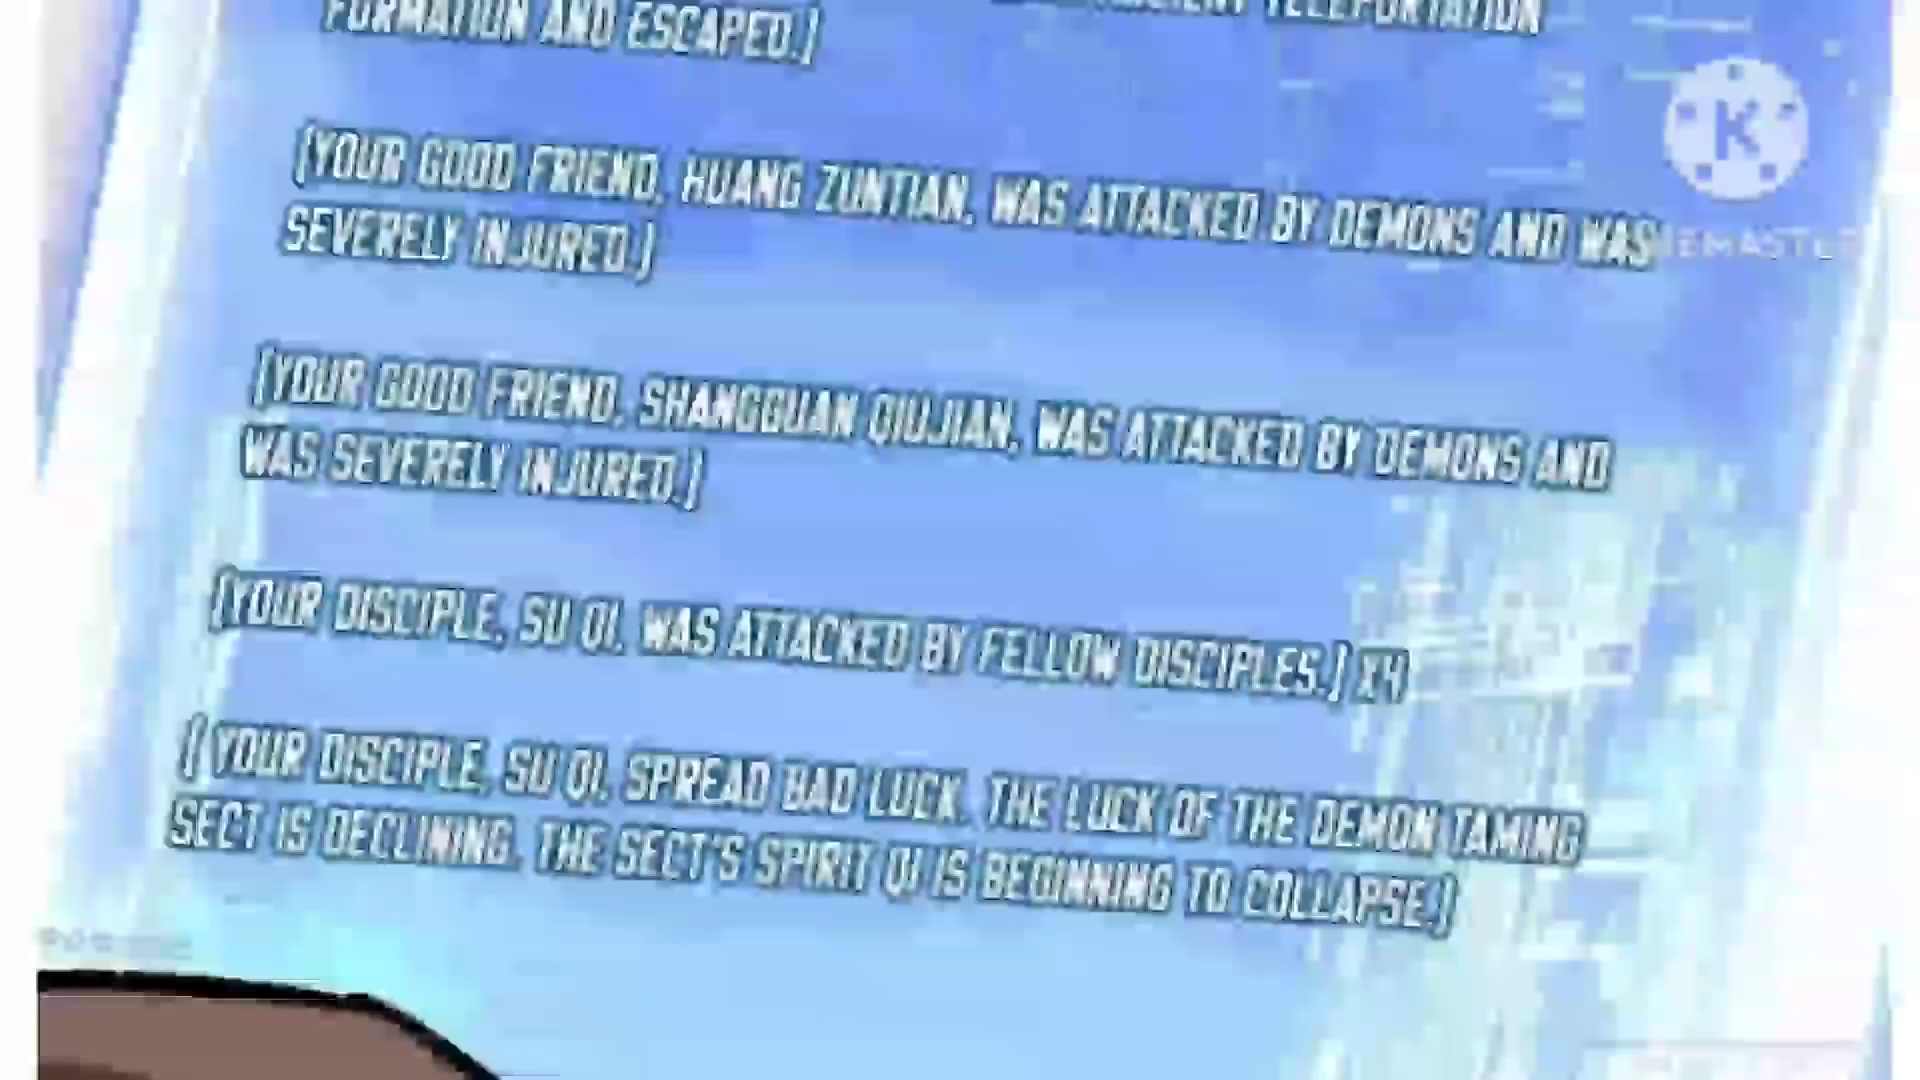 ANCIENT TELEPORTATION
FORMATION AND ESCAPED.]
[YOUR GOOD FRIEND, HUANG ZUNTIAN, WAS ATTACKED BY DEMONS AND WAS
SEVERELY INJURED.]
[YOUR GOOD FRIEND, SHANGGUAN QIUJIAN, WAS ATTACKED BY DEMONS AND
WAS SEVERELY INJURED.]
[YOUR DISCIPLE, SU QI, WAS ATTACKED BY FELLOW DISCIPLES.] X4
[ YOUR DISCIPLE, SU QI, SPREAD BAD LUCK. THE LUCK OF THE DEMON TAMING
SECT IS DECLINING. THE SECT'S SPIRIT QI IS BEGINNING TO COLLAPSE.]
K